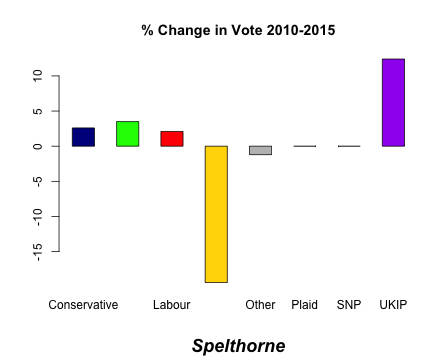 % Change in Vote 2010-2015
10
5
0
-5
-10
-15
Conservative Labour Other Plaid SNP UKIP
Spelthorne